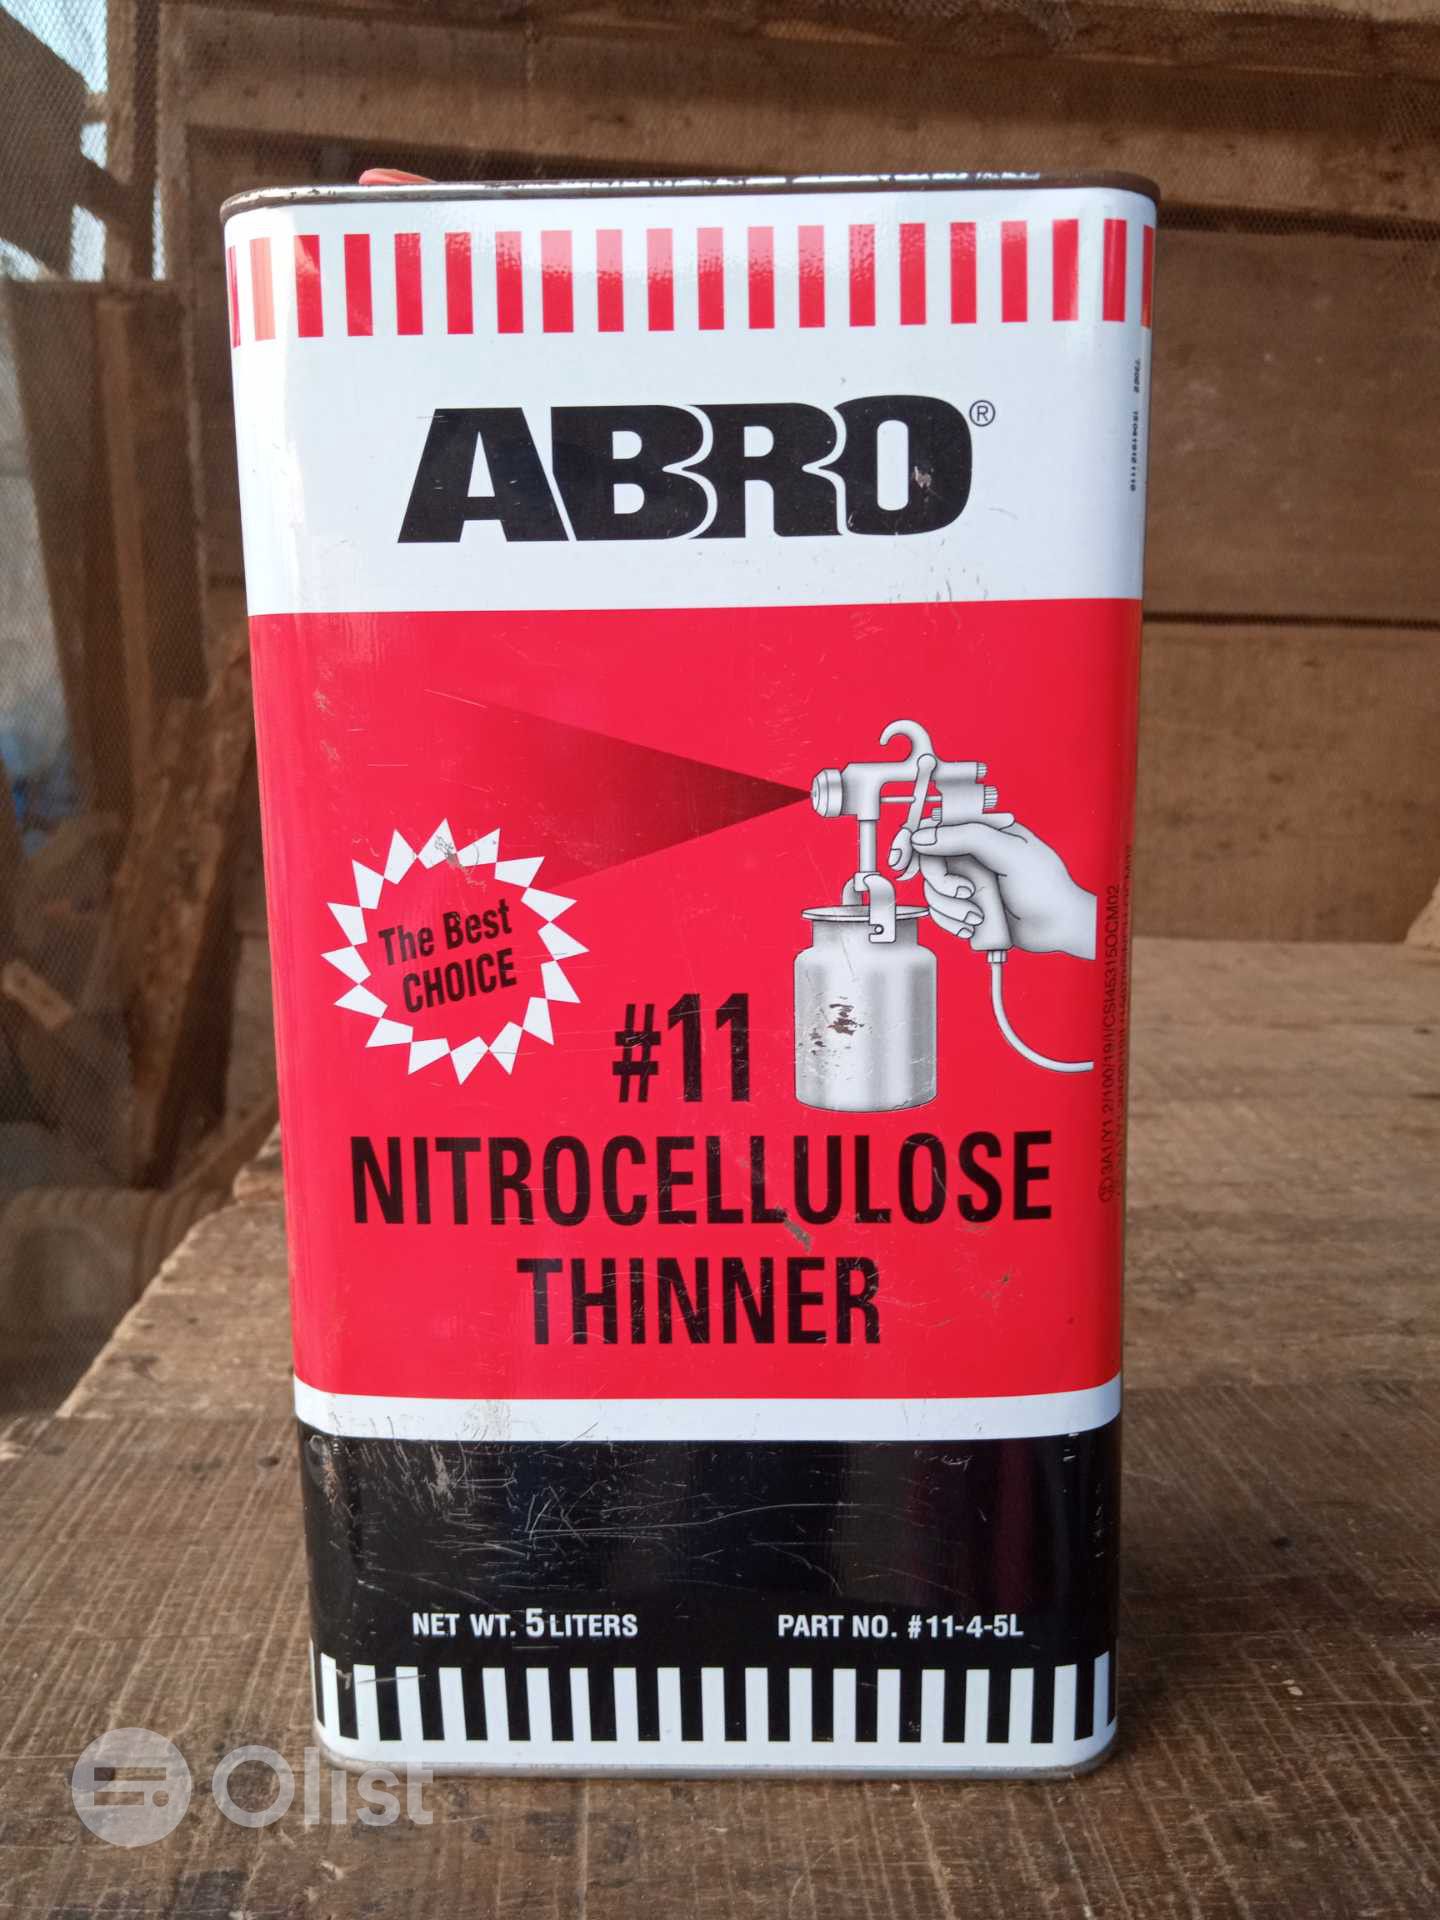 ABRO®
The Best
CHOICE
#11
NITROCELLULOSE
THINNER
NET WT. 5 LITERS
PART NO. #11-4-5L
Olist